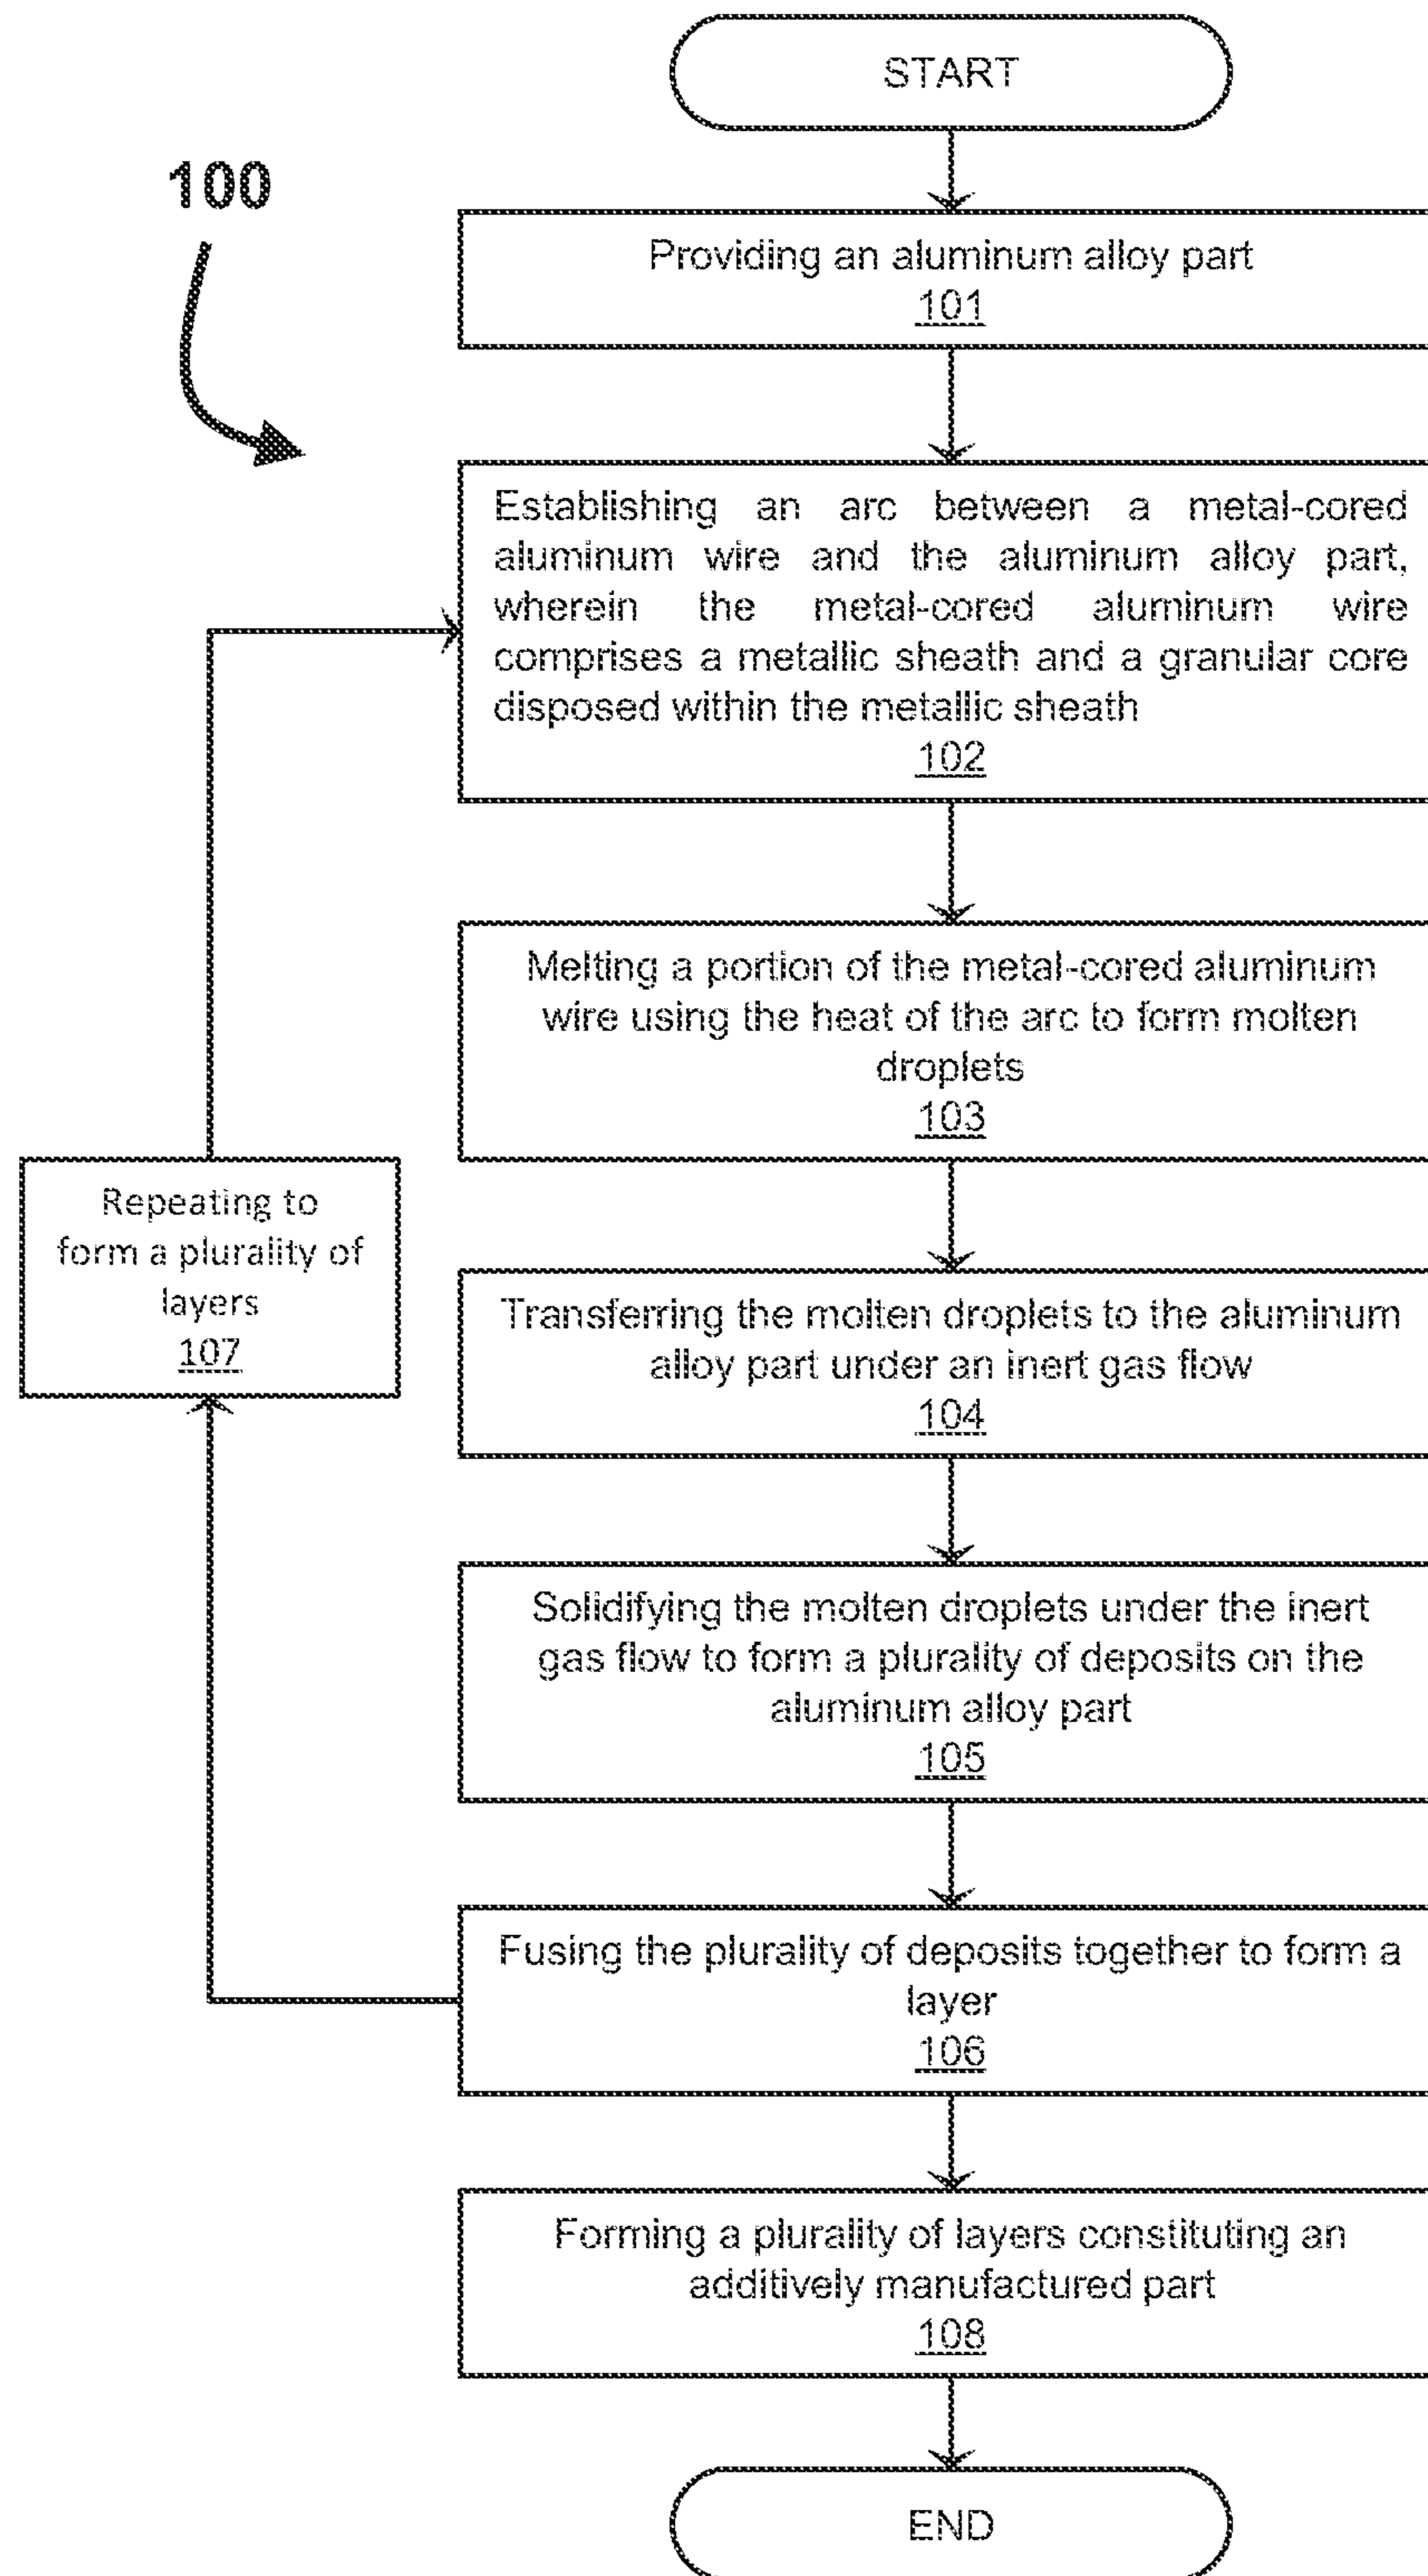 START
100
Providing an aluminum alloy part
101
Establishing an arc between a metal-cored
aluminum wire and the aluminum alloy part,
wherein the metal-cored aluminum wire
comprises a metallic sheath and a granular core
disposed within the metallic sheath
102
Melting a portion of the metal-cored aluminum
wire using the heat of the arc to form molten
droplets
103
Repeating to
form a plurality of
layers
107
Transferring the molten droplets to the aluminum
alloy part under an inert gas flow
104
Solidifying the molten droplets under the inert
gas flow to form a plurality of deposits on the
aluminum alloy part
105
Fusing the plurality of deposits together to form a
layer
106
Forming a plurality of layers constituting an
additively manufactured part
108
END